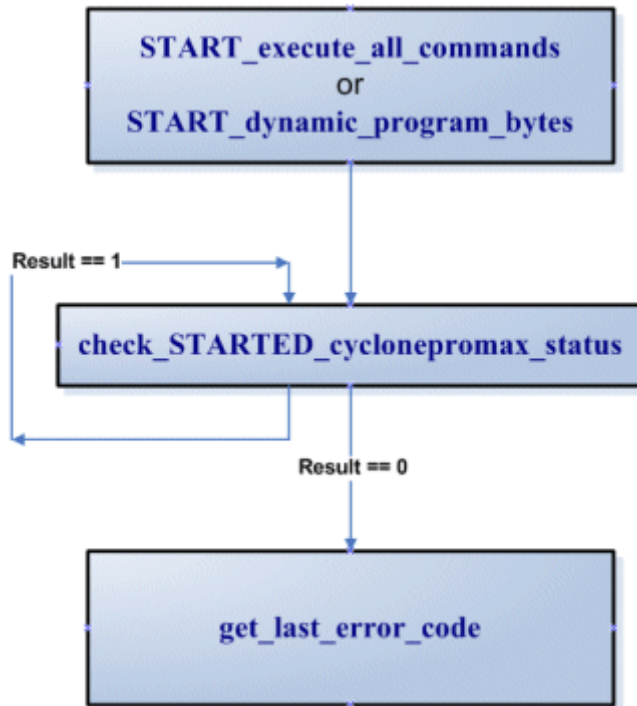 START_execute_all_commands
or
START_dynamic_program_bytes
Result == 1
check_STARTED_cyclonepromax_status
Result == 0
get_last_error_code